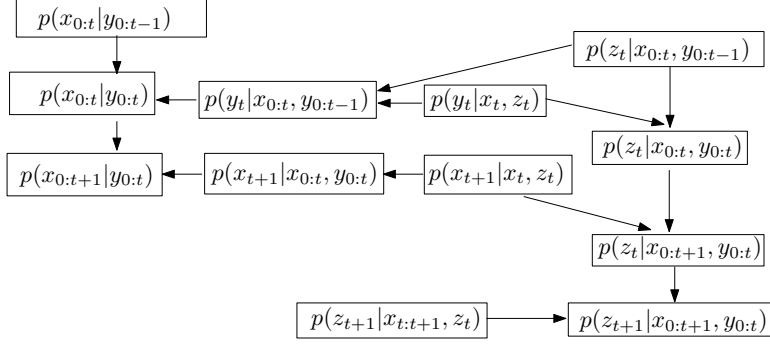 p(x_{0:t}|y_{0:t-1})
p(z_t|x_{0:t}, y_{0:t-1})
p(x_{0:t}|y_{0:t})
p(y_t|x_{0:t}, y_{0:t-1})
p(y_t|x_t, z_t)
p(z_t|x_{0:t}, y_{0:t})
p(x_{0:t+1}|y_{0:t})
p(x_{t+1}|x_{0:t}, y_{0:t})
p(x_{t+1}|x_t, z_t)
p(z_t|x_{0:t+1}, y_{0:t})
p(z_{t+1}|x_{t:t+1}, z_t)
p(z_{t+1}|x_{0:t+1}, y_{0:t})